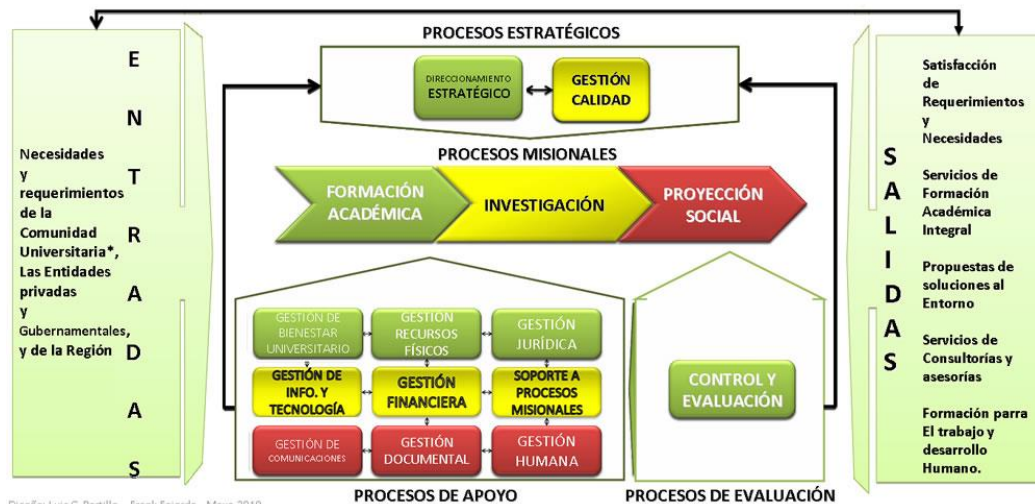 ENTRADAS
Necesidades
y
requerimientos
de la
Comunidad
Universitaria*,
Las Entidades
privadas
y
Gubernamentales,
y de la Región
PROCESOS ESTRATÉGICOS
DIRECCIONAMIENTO
ESTRATÉGICO
GESTIÓN
CALIDAD
PROCESOS MISIONALES
FORMACIÓN
ACADÉMICA
INVESTIGACIÓN
PROYECCIÓN
SOCIAL
GESTIÓN DE
BIENESTAR
UNIVERSITARIO
GESTIÓN
RECURSOS
FÍSICOS
GESTIÓN
JURÍDICA
GESTIÓN DE
INFO. Y
TECNOLOGÍA
GESTIÓN
FINANCIERA
SOPORTE A
PROCESOS
MISIONALES
GESTIÓN DE
COMUNICACIONES
GESTIÓN
DOCUMENTAL
GESTIÓN
HUMANA
PROCESOS DE APOYO
CONTROL Y
EVALUACIÓN
PROCESOS DE EVALUACIÓN
SALIDAS
Satisfacción
de
Requerimientos
y
Necesidades
Servicios de
Formación
Académica
Integral
Propuestas de
soluciones al
Entorno
Servicios de
Consultorías y
asesorías
Formación parra
El trabajo y
desarrollo
Humano.